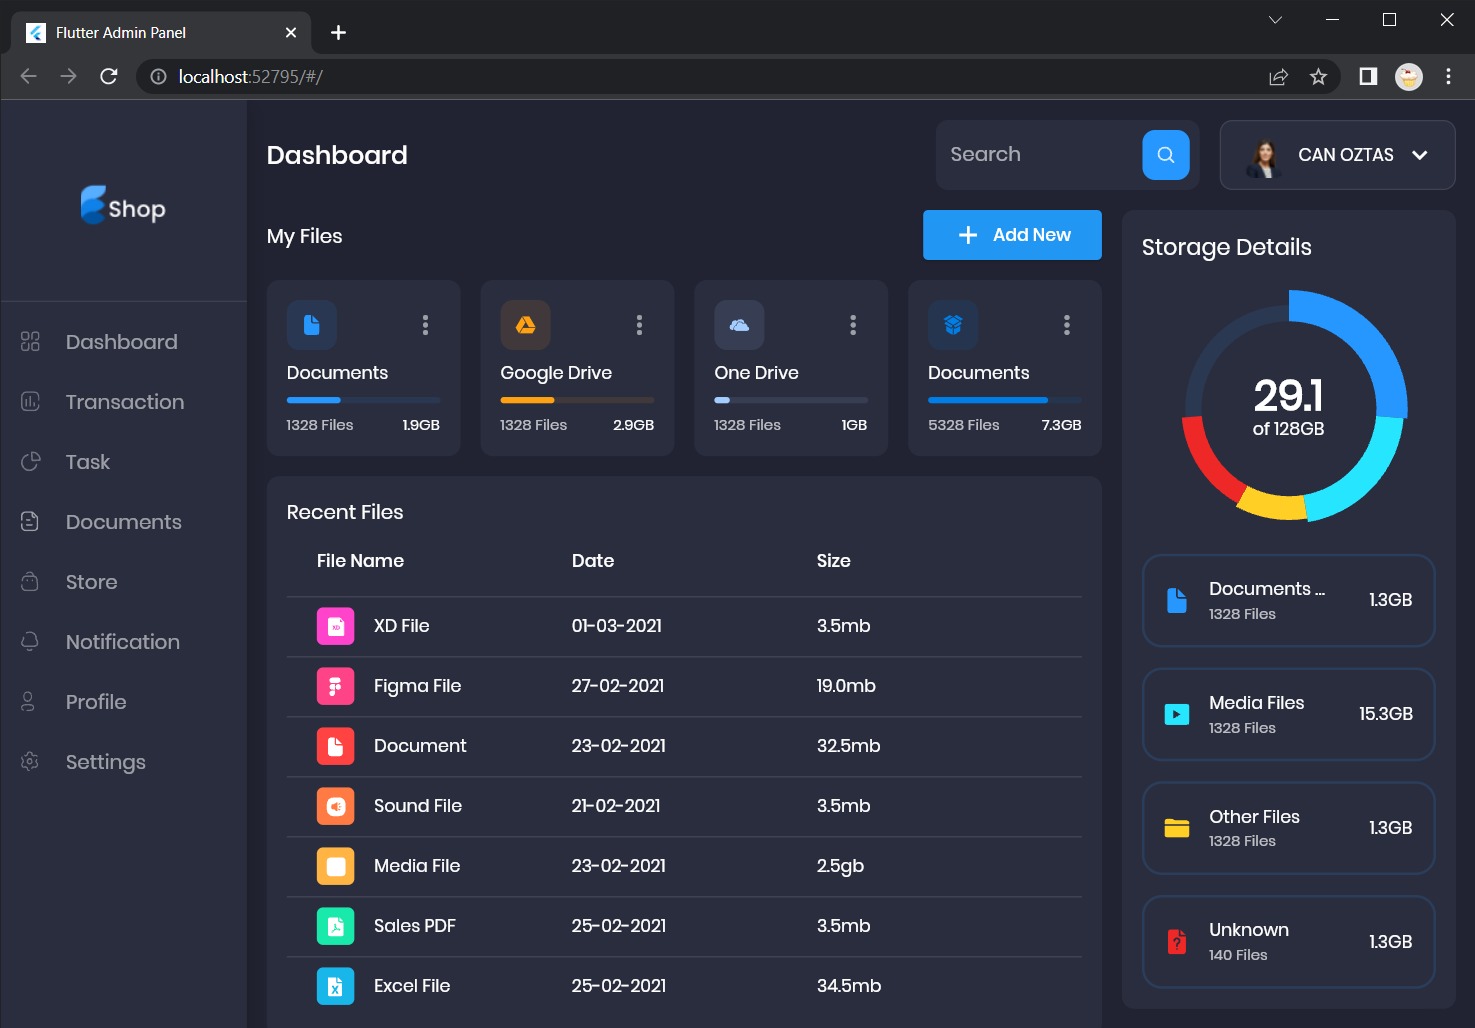 Flutter Admin Panel
localhost:52795/#/
Shop
Dashboard
Transaction
Task
Documents
Store
Notification
Profile
Settings
Dashboard
Search
CAN OZTAS
My Files
Add New
Documents
1328 Files 1.9GB
Google Drive
1328 Files 2.9GB
One Drive
1328 Files 1GB
Documents
5328 Files 7.3GB
Recent Files
File Name Date Size
XD File 01-03-2021 3.5mb
Figma File 27-02-2021 19.0mb
Document 23-02-2021 32.5mb
Sound File 21-02-2021 3.5mb
Media File 23-02-2021 2.5gb
Sales PDF 25-02-2021 3.5mb
Excel File 25-02-2021 34.5mb
Storage Details
29.1
of 128GB
Documents ...
1328 Files
1.3GB
Media Files
1328 Files
15.3GB
Other Files
1328 Files
1.3GB
Unknown
140 Files
1.3GB